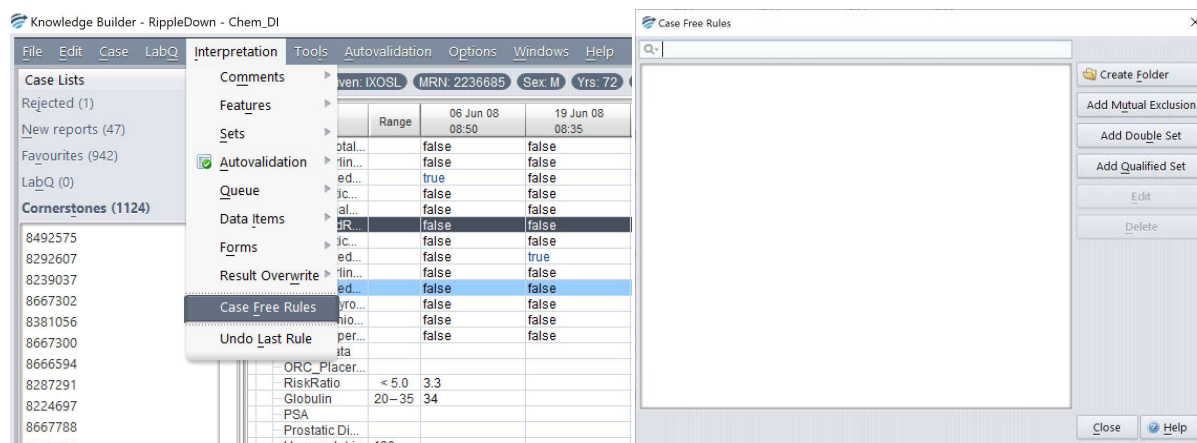 Knowledge Builder - RippleDown - Chem_DI
File Edit Case LabQ Interpretation Tools Autovalidation Options Windows Help
Case Lists
Rejected (1)
New reports (47)
Favourites (942)
LabQ (0)
Cornerstones (1124)
8492575
8292607
8239037
8667302
8381056
8667300
8666594
8287291
8224697
8667788
Comments
Features
Sets
Autovalidation
Queue
Data Items
Forms
Result Overwrite
Case Free Rules
Undo Last Rule
IXOSL MRN: 2236685 Sex: M Yrs: 72
Range 06 Jun 08 08:50 19 Jun 08 08:35
false false
false false
true false
false false
false false
false false
false false
false true
false false
false false
false false
false false
false false
ORC_Placer...
RiskRatio < 5.0 3.3
Globulin 20–35 34
PSA
Prostatic Di...
Case Free Rules
Create Folder
Add Mutual Exclusion
Add Double Set
Add Qualified Set
Edit
Delete
Close Help